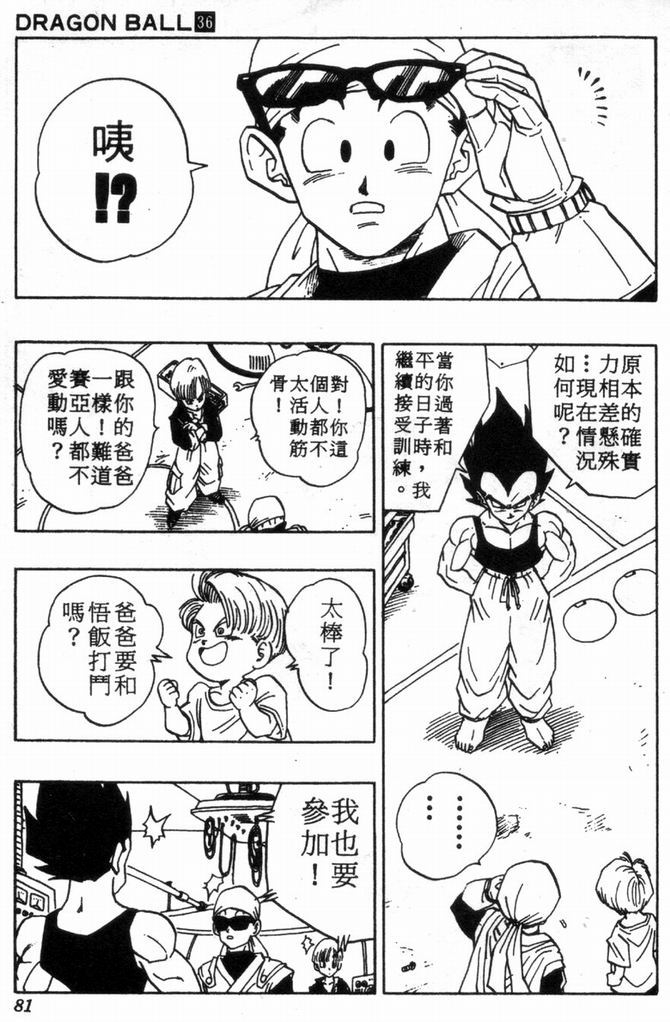 DRAGON BALL 36
咦
!?
原本的確實
力相差懸殊
…現在情況
如何呢?
當你過著和
平的日子時,我
繼續接受訓練。
……
…
對!你這
個人都不
太活動筋
骨!
跟你的爸爸
一樣!難道
賽亞人都不
愛動嗎?
太棒了!
爸爸要和
悟飯打鬥
嗎?
我也要
參加!
81